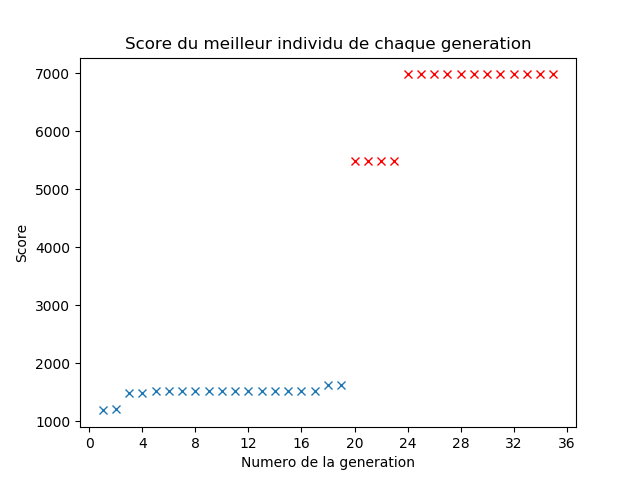 Score du meilleur individu de chaque generation
7000
6000
5000
4000
3000
2000
1000
Score
0 4 8 12 16 20 24 28 32 36
Numero de la generation